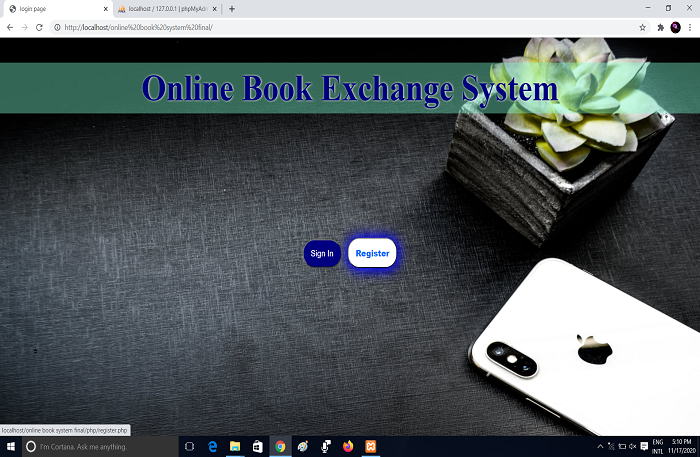 login page
localhost / 127.0.0.1 | phpMyAdm
http://localhost/online%20book%20system%20final/
Online Book Exchange System
Sign In
Register
localhost/online book system final/php/register.php
I'm Cortana. Ask me anything.
ENG
INTL
5:10 PM
11/17/2020